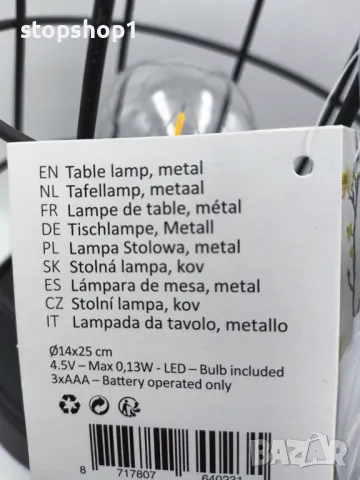 stopshop1
EN Table lamp, metal
NL Tafellamp, metaal
FR Lampe de table, métal
DE Tischlampe, Metall
PL Lampa Stolowa, metal
SK Stolná lampa, kov
ES Lámpara de mesa, metal
CZ Stolní lampa, kov
IT Lampada da tavolo, metallo
Ø14x25 cm
4.5V – Max 0,13W - LED – Bulb included
3xAAA – Battery operated only
8 717807 640231
BAZAR